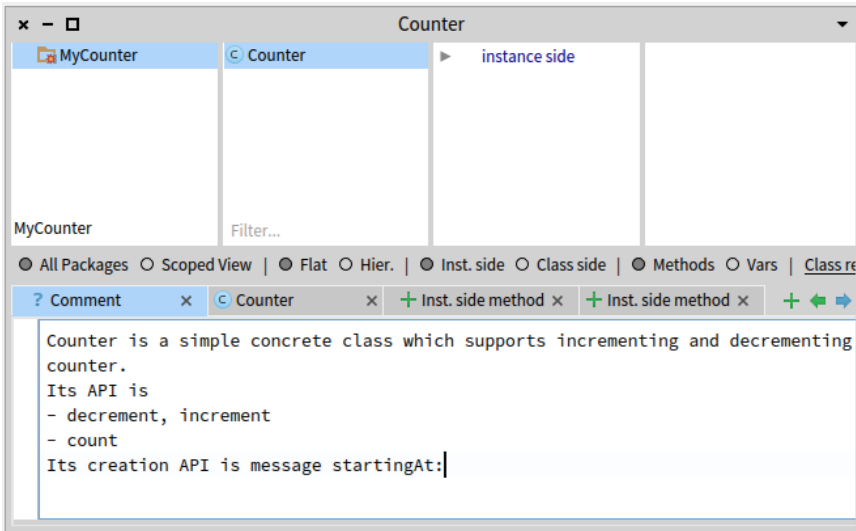 Counter
MyCounter
Counter
instance side
MyCounter
Filter...
All Packages Scoped View | Flat Hier. | Inst. side Class side | Methods Vars | Class re
? Comment × Counter × Inst. side method × Inst. side method ×
Counter is a simple concrete class which supports incrementing and decrementing
counter.
Its API is
- decrement, increment
- count
Its creation API is message startingAt: